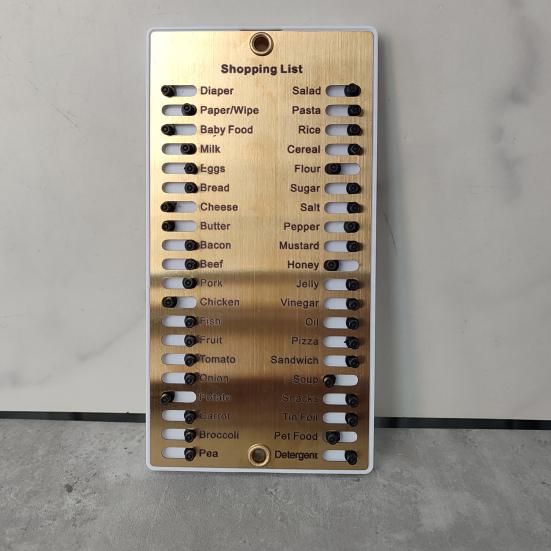 Shopping List
Diaper Salad
Paper/Wipe Pasta
Baby Food Rice
Milk Cereal
Eggs Flour
Bread Sugar
Cheese Salt
Butter Pepper
Bacon Mustard
Beef Honey
Pork Jelly
Chicken Vinegar
Fish Oil
Fruit Pizza
Tomato Sandwich
Onion Soup
Potato Snacks
Carrot Tin Foil
Broccoli Pet Food
Pea Detergent